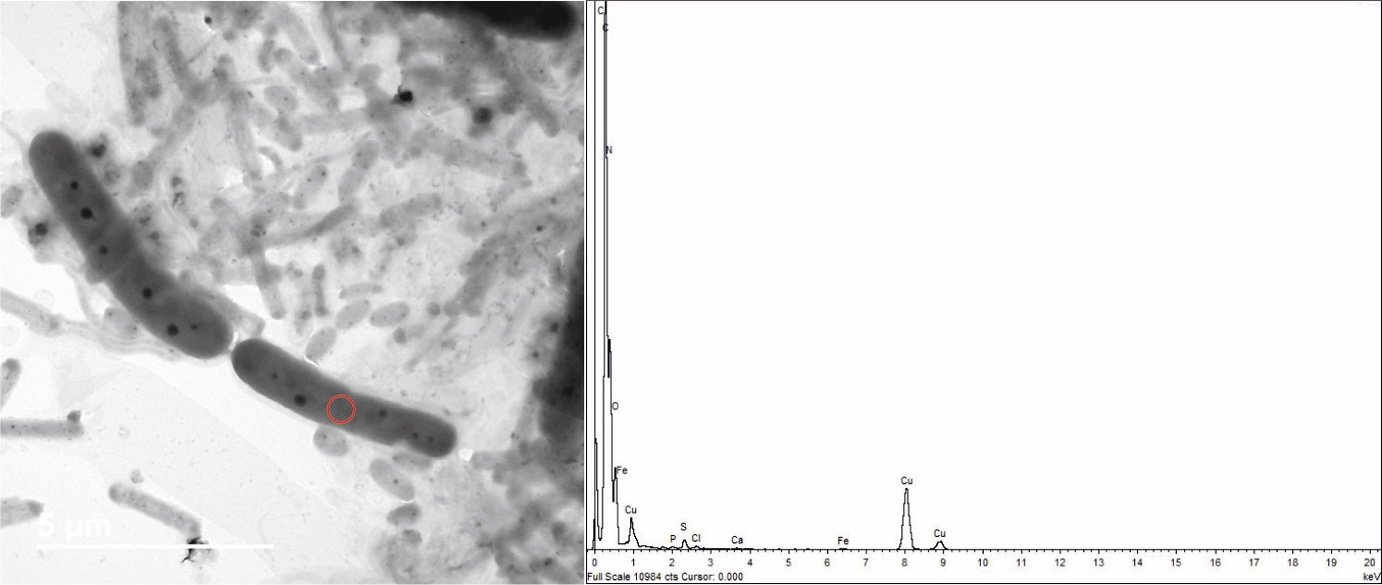 5 µm
C
C
N
O
Fe
Cu
P
S
Cl
Ca
Fe
Cu
Cu
0 1 2 3 4 5 6 7 8 9 10 11 12 13 14 15 16 17 18 19 20
Full Scale 10984 cts Cursor: 0.000 keV